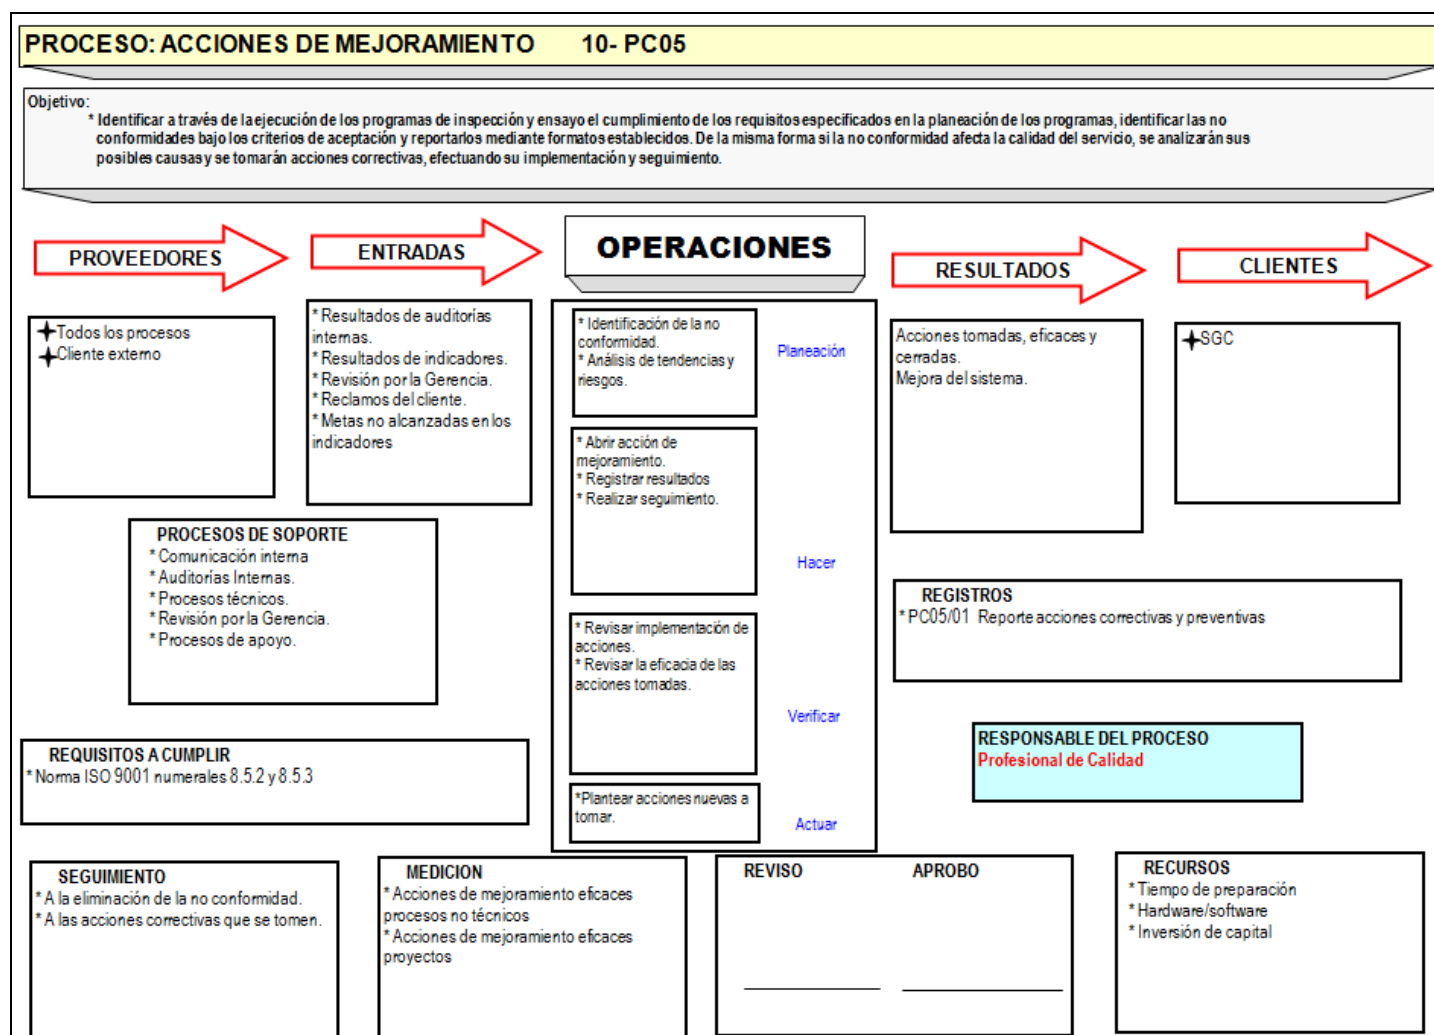 PROCESO: ACCIONES DE MEJORAMIENTO 10- PC05
Objetivo:
* Identificar a través de la ejecución de los programas de inspección y ensayo el cumplimiento de los requisitos especificados en la planeación de los programas, identificar las no
conformidades bajo los criterios de aceptación y reportarlos mediante formatos establecidos. De la misma forma si la no conformidad afecta la calidad del servicio, se analizarán sus
posibles causas y se tomarán acciones correctivas, efectuando su implementación y seguimiento.
PROVEEDORES
ENTRADAS
OPERACIONES
RESULTADOS
CLIENTES
Todos los procesos
Cliente externo
* Resultados de auditorías
internas.
* Resultados de indicadores.
* Revisión por la Gerencia.
* Reclamos del cliente.
* Metas no alcanzadas en los
indicadores
* Identificación de la no
conformidad.
* Análisis de tendencias y
riesgos.
Planeación
* Abrir acción de
mejoramiento.
* Registrar resultados
* Realizar seguimiento.
Hacer
* Revisar implementación de
acciones.
* Revisar la eficacia de las
acciones tomadas.
Verificar
*Plantear acciones nuevas a
tomar.
Actuar
Acciones tomadas, eficaces y
cerradas.
Mejora del sistema.
SGC
PROCESOS DE SOPORTE
* Comunicación interna
* Auditorías Internas.
* Procesos técnicos.
* Revisión por la Gerencia.
* Procesos de apoyo.
REGISTROS
* PC05/01 Reporte acciones correctivas y preventivas
REQUISITOS A CUMPLIR
* Norma ISO 9001 numerales 8.5.2 y 8.5.3
RESPONSABLE DEL PROCESO
Profesional de Calidad
SEGUIMIENTO
* A la eliminación de la no conformidad.
* A las acciones correctivas que se tomen.
MEDICION
* Acciones de mejoramiento eficaces
procesos no técnicos
* Acciones de mejoramiento eficaces
proyectos
REVISO APROBO
RECURSOS
* Tiempo de preparación
* Hardware/software
* Inversión de capital